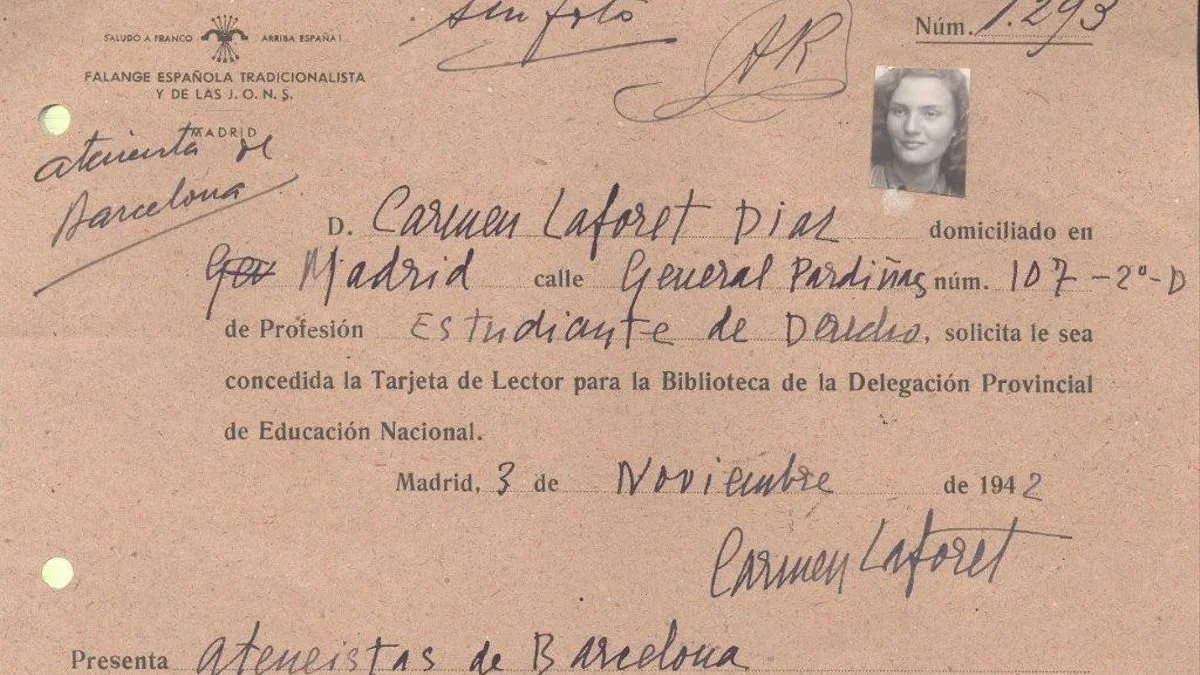 sin foto
AR
Núm. 1.293
SALUDO A FRANCO ARRIBA ESPAÑA!
FALANGE ESPAÑOLA TRADICIONALISTA
Y DE LAS J. O. N. S.
MADRID
ateneista de
Barcelona
D. Carmen Laforet Diaz domiciliado en
Madrid calle General Pardiñas núm. 107-2º-D
de Profesión Estudiante de Derecho, solicita le sea
concedida la Tarjeta de Lector para la Biblioteca de la Delegación Provincial
de Educación Nacional.
Madrid, 3 de Noviembre de 1942
Carmen Laforet
Presenta ateneistas de Barcelona